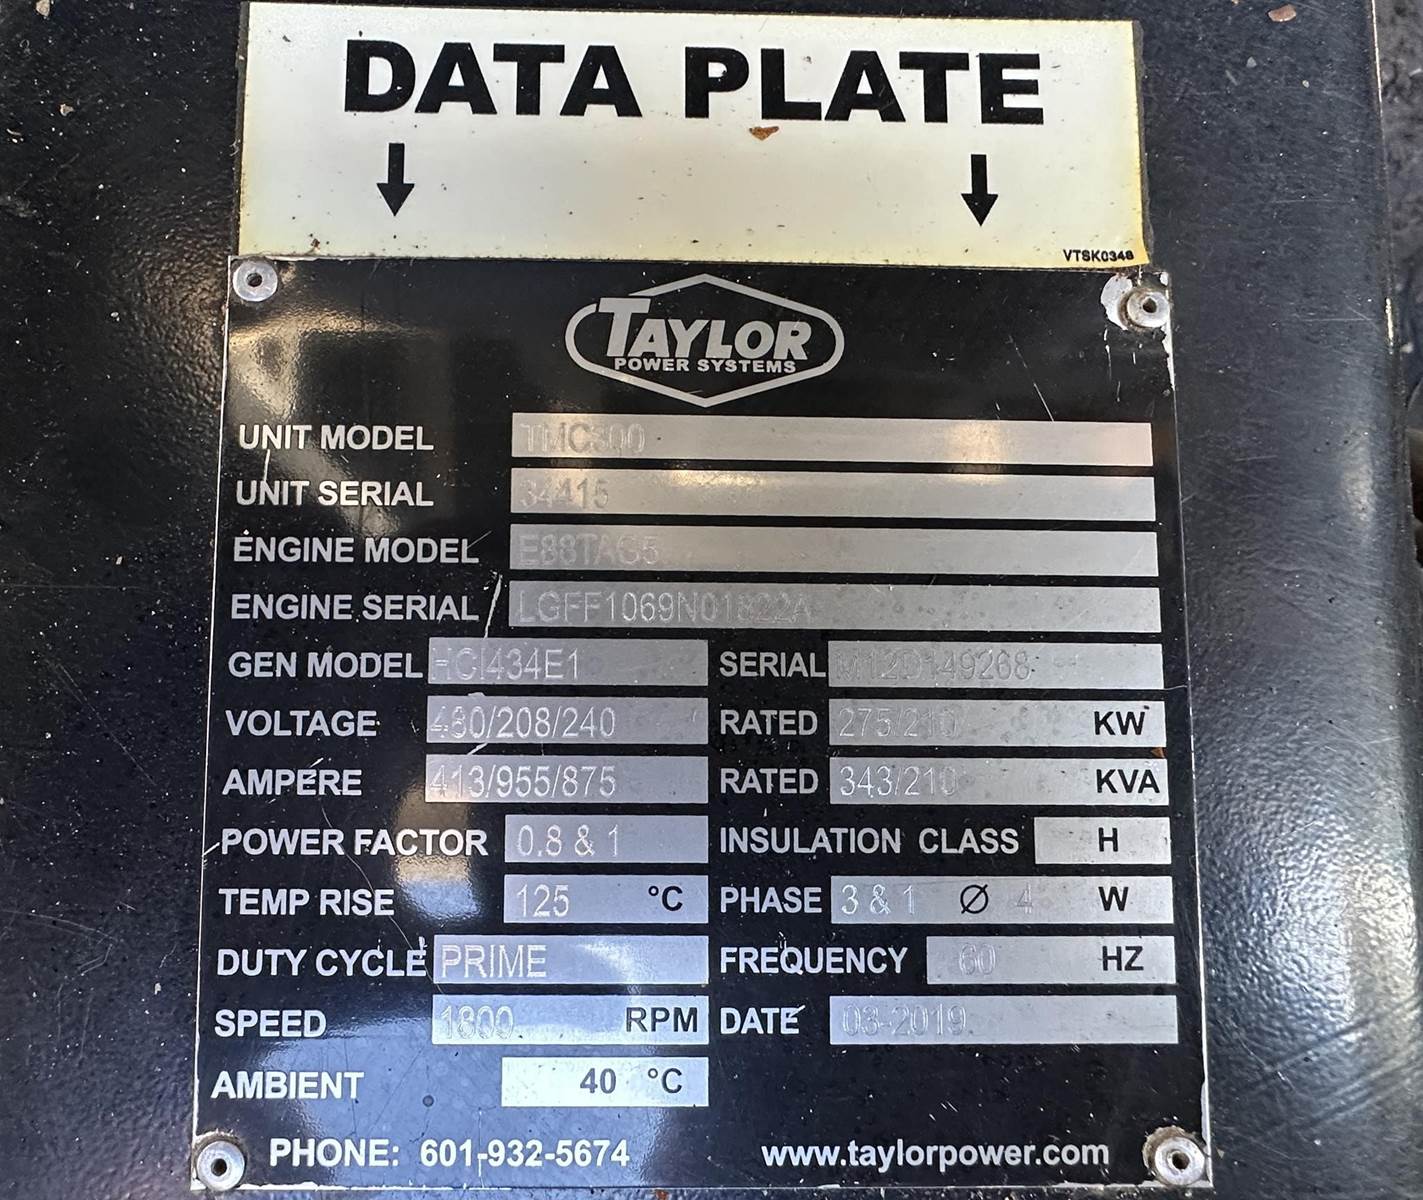 DATA PLATE
VTSK0348
TAYLOR
POWER SYSTEMS
UNIT MODEL TMC300
UNIT SERIAL 34415
ENGINE MODEL E88TAG5
ENGINE SERIAL LGFF1069N01822A
GEN MODEL HCI434E1 SERIAL M12D149268
VOLTAGE 480/208/240 RATED 275/210 KW
AMPERE 413/955/875 RATED 343/210 KVA
POWER FACTOR 0.8 & 1 INSULATION CLASS H
TEMP RISE 125 °C PHASE 3 & 1 Ø 4 W
DUTY CYCLE PRIME FREQUENCY 60 HZ
SPEED 1800 RPM DATE 03-2019
AMBIENT 40 °C
PHONE: 601-932-5674 www.taylorpower.com